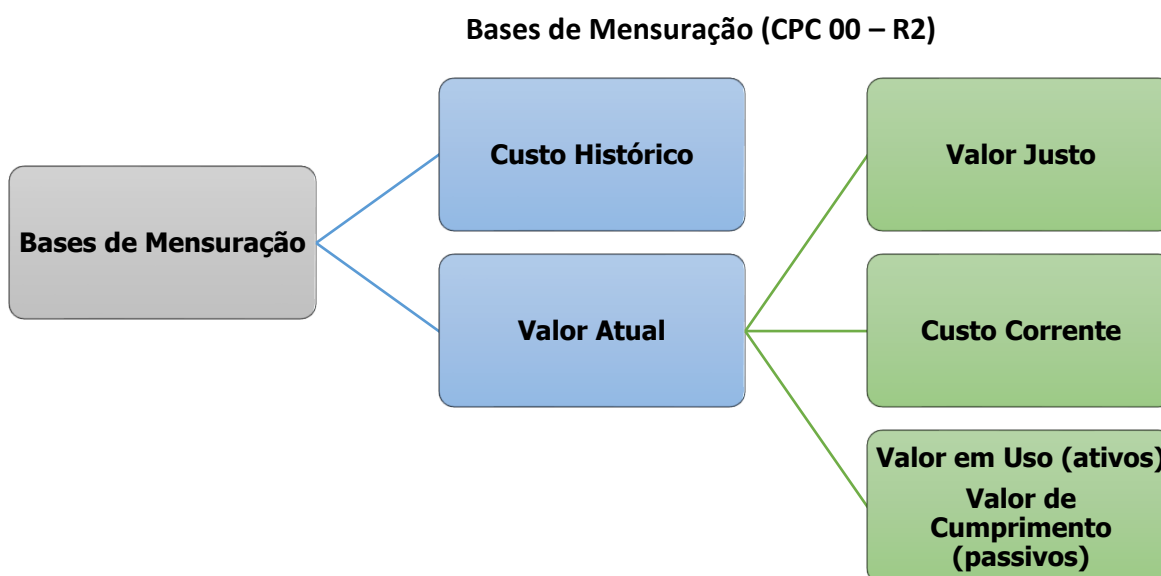 Bases de Mensuração (CPC 00 – R2)
Bases de Mensuração
Custo Histórico
Valor Atual
Valor Justo
Custo Corrente
Valor em Uso (ativos)
Valor de
Cumprimento
(passivos)